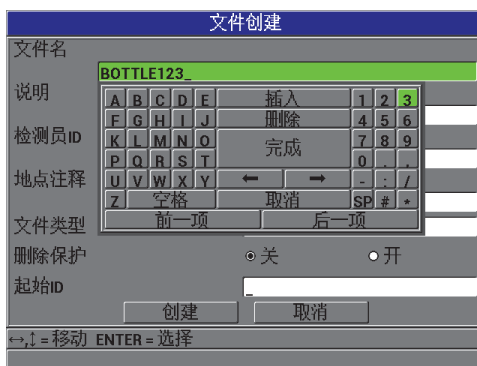 文件创建
文件名
BOTTLE123_
说明
A B C D E 插入 1 2 3
F G H I J 删除 4 5 6
检测员ID
K L M N O 完成 7 8 9
P Q R S T 0 . ,
地点注释
U V W X Y ← → - : /
Z 空格 取消 SP # *
前一项 后一项
文件类型
删除保护 关 开
起始ID _
创建 取消
↔,↕ = 移动 ENTER = 选择